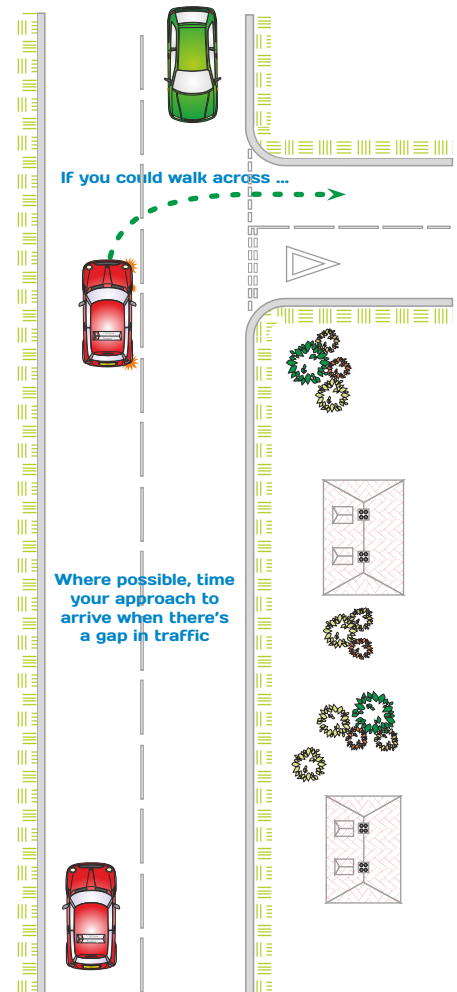 If you could walk across ...
Where possible, time
your approach to
arrive when there's
a gap in traffic